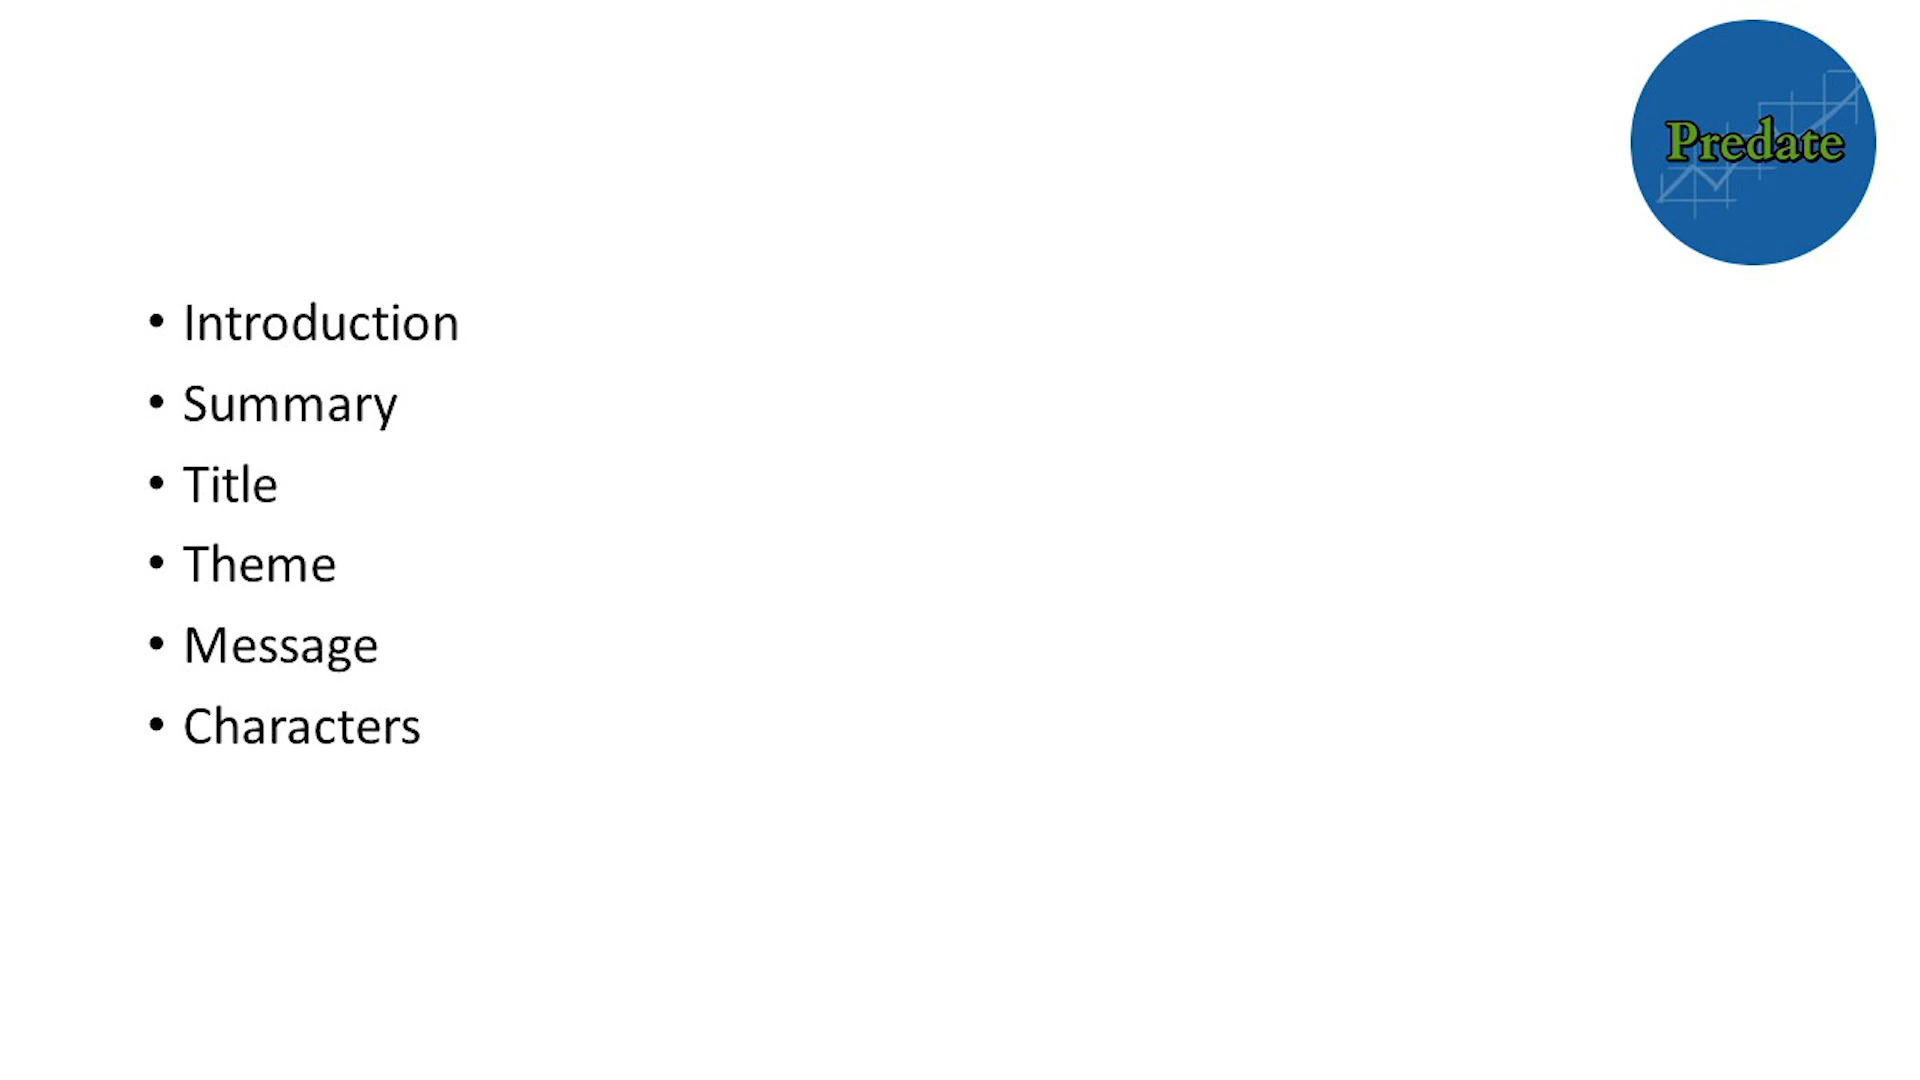 Predate
• Introduction
• Summary
• Title
• Theme
• Message
• Characters